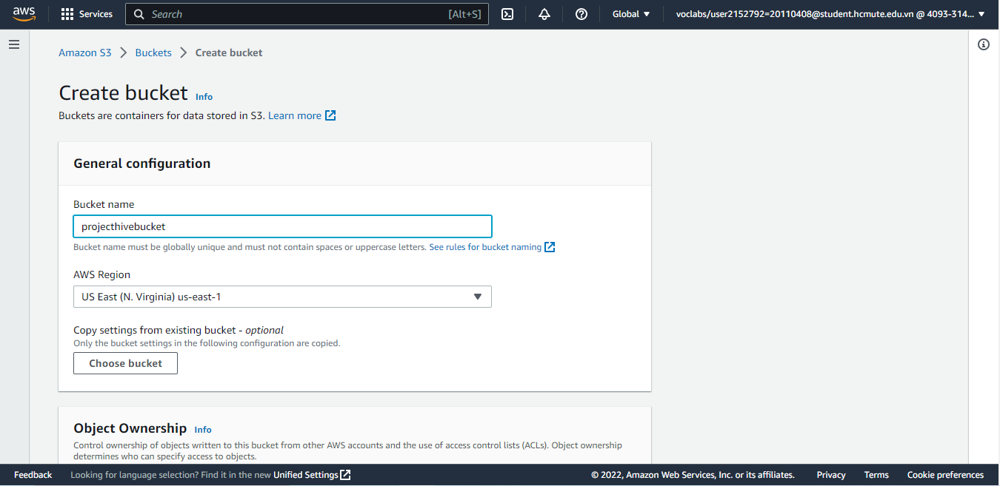 aws Services Search [Alt+S] Global voclabs/user2152792=20110408@student.hcmute.edu.vn @ 4093-314...
Amazon S3 Buckets Create bucket
Create bucket Info
Buckets are containers for data stored in S3. Learn more
General configuration
Bucket name
projecthivebucket
Bucket name must be globally unique and must not contain spaces or uppercase letters. See rules for bucket naming
AWS Region
US East (N. Virginia) us-east-1
Copy settings from existing bucket - optional
Only the bucket settings in the following configuration are copied.
Choose bucket
Object Ownership Info
Control ownership of objects written to this bucket from other AWS accounts and the use of access control lists (ACLs). Object ownership
determines who can specify access to objects.
Feedback Looking for language selection? Find it in the new Unified Settings © 2022, Amazon Web Services, Inc. or its affiliates. Privacy Terms Cookie preferences